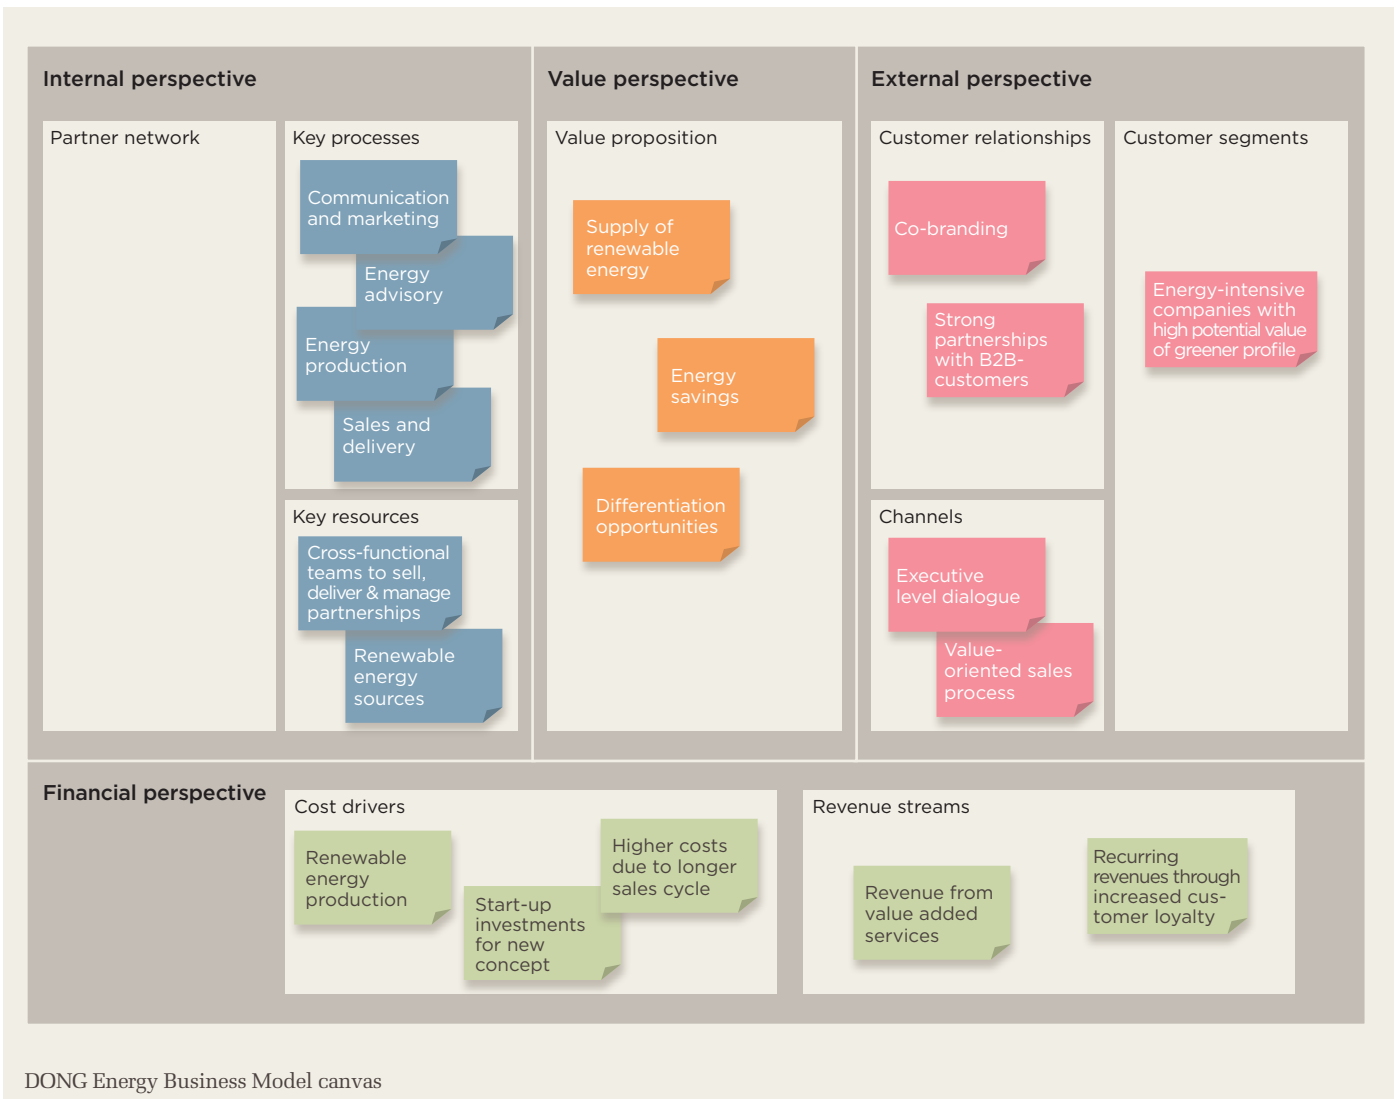 Internal perspective
Partner network
Key processes
Communication
and marketing
Energy
advisory
Energy
production
Sales and
delivery
Key resources
Cross-functional
teams to sell,
deliver & manage
partnerships
Renewable
energy
sources
Value perspective
Value proposition
Supply of
renewable
energy
Energy
savings
Differentiation
opportunities
External perspective
Customer relationships
Co-branding
Strong
partnerships
with B2B-
customers
Channels
Executive
level dialogue
Value-
oriented sales
process
Customer segments
Energy-intensive
companies with
high potential value
of greener profile
Financial perspective
Cost drivers
Renewable
energy
production
Start-up
investments
for new
concept
Higher costs
due to longer
sales cycle
Revenue streams
Revenue from
value added
services
Recurring
revenues through
increased cus-
tomer loyalty
DONG Energy Business Model canvas